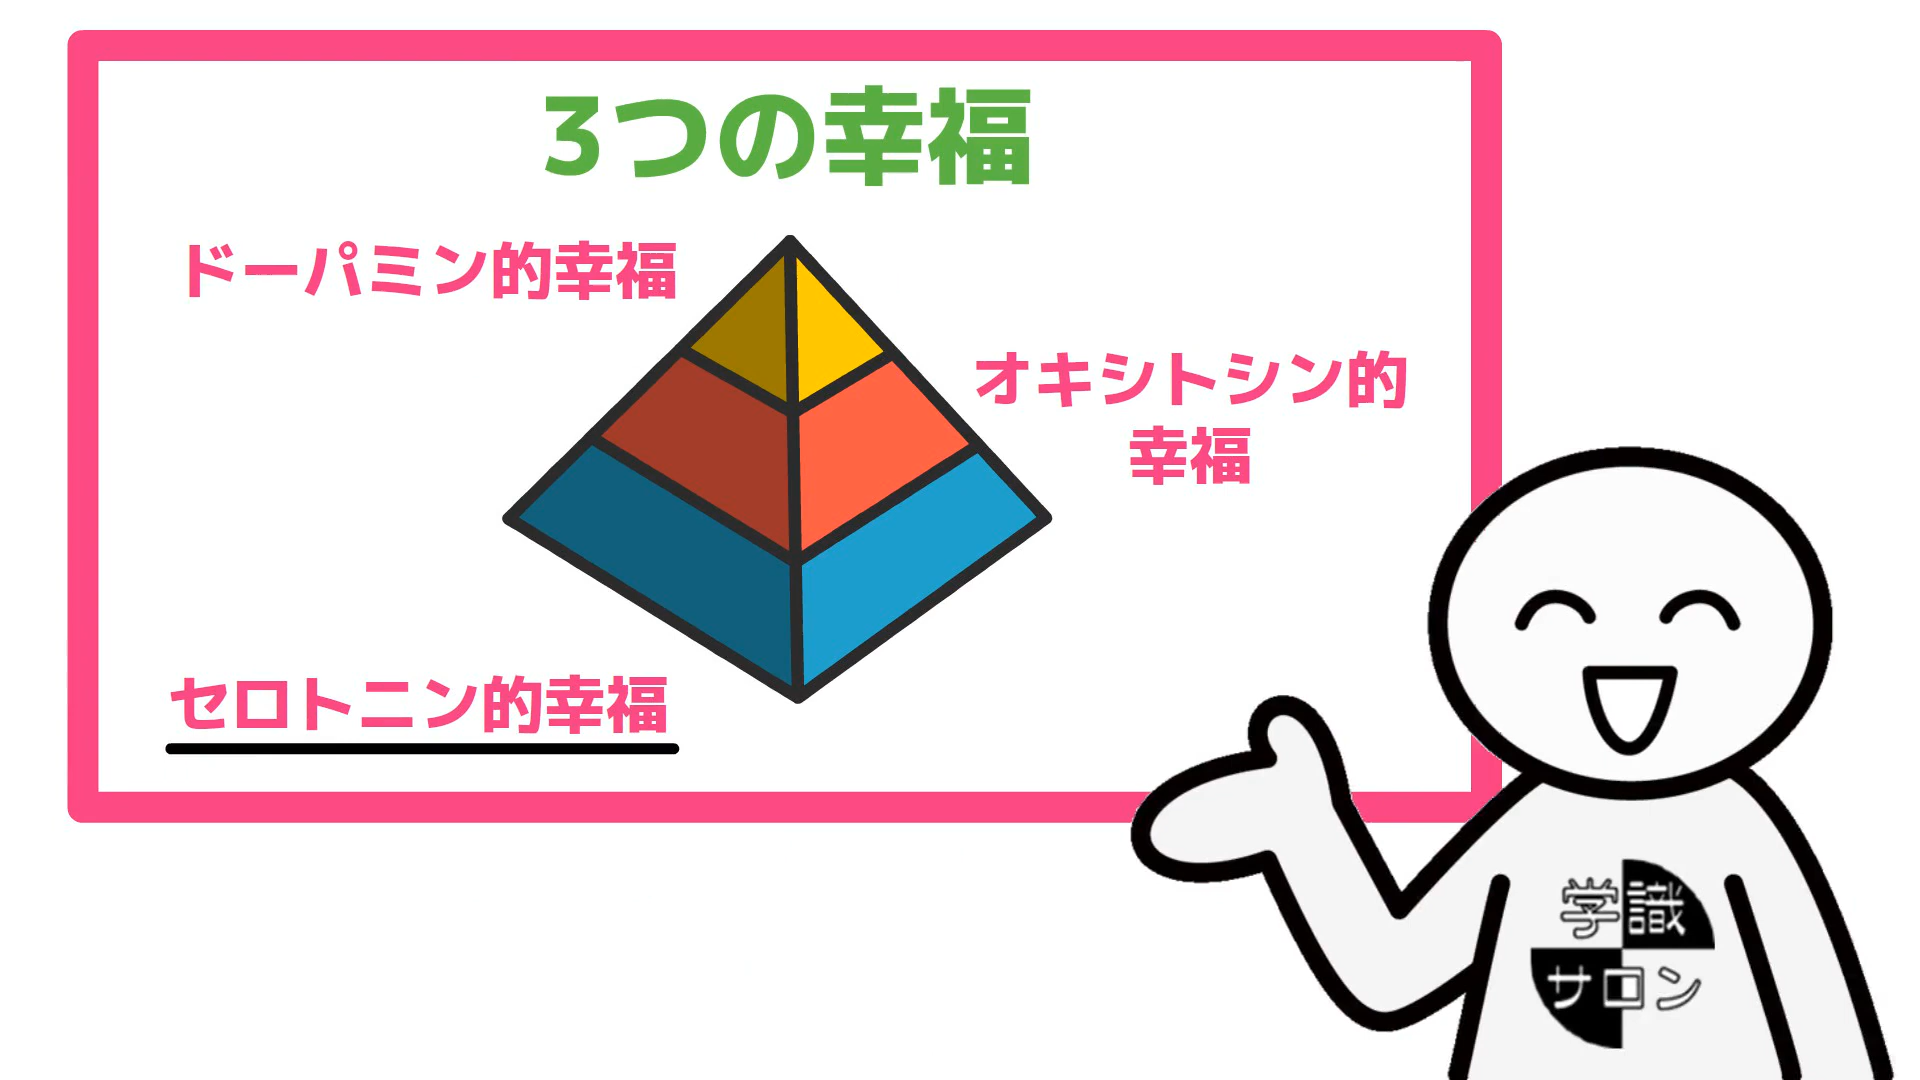 3つの幸福
ドーパミン的幸福
オキシトシン的
幸福
セロトニン的幸福
学識
サロン